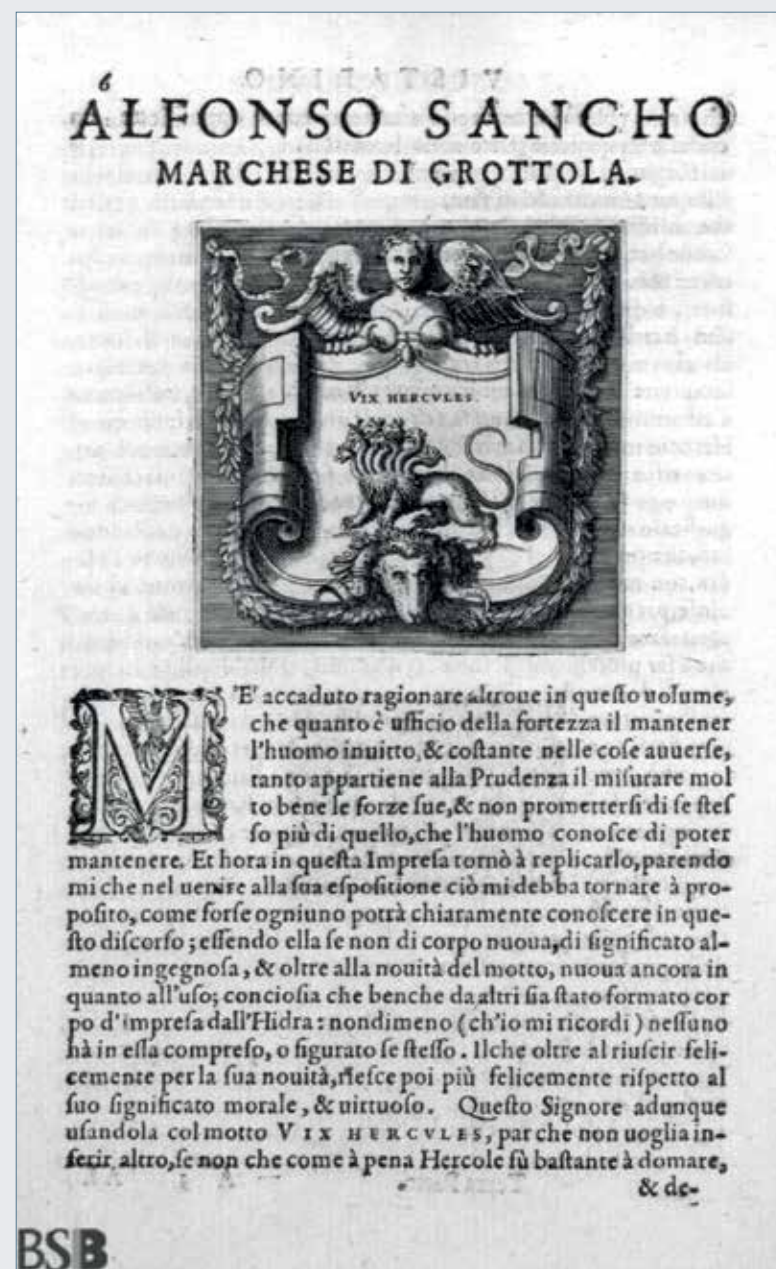 6
ALFONSO SANCHO
MARCHESE DI GROTTOLA.
VIX HERCVLES.
M'E' accaduto ragionare altroue in queſto uolume,
che quanto è ufficio della fortezza il mantener
l'huomo inuitto, & coſtante nelle coſe auuerſe,
tanto appartiene alla Prudenza il miſurare mol
to bene le forze ſue, & non prometterſi di ſe ſteſ
ſo più di quello, che l'huomo conoſce di poter
mantenere. Et hora in queſta Impreſa tornò à replicarlo, parendo
mi che nel uenire alla ſua eſpoſitione ciò mi debba tornare à pro-
poſito, come forſe ogniuno potrà chiaramente conoſcere in que-
ſto diſcorſo; eſſendo ella ſe non di corpo nuoua, di ſignificato al-
meno ingegnoſa, & oltre alla nouità del motto, nuoua ancora in
quanto all'uſo; concioſia che benche da altri ſia ſtato formato cor
po d'impreſa dall'Hidra: nondimeno (ch'io mi ricordi) neſſuno
hà in eſſa compreſo, o figurato ſe ſteſſo. Ilche oltre al riuſcir feli-
cemente per la ſua nouità, rieſce poi più felicemente riſpetto al
ſuo ſignificato morale, & uirtuoſo. Queſto Signore adunque
uſandola col motto VIX HERCVLES, par che non uoglia in-
ferir altro, ſe non che come à pena Hercole fù baſtante à domare,
& de-
BSB